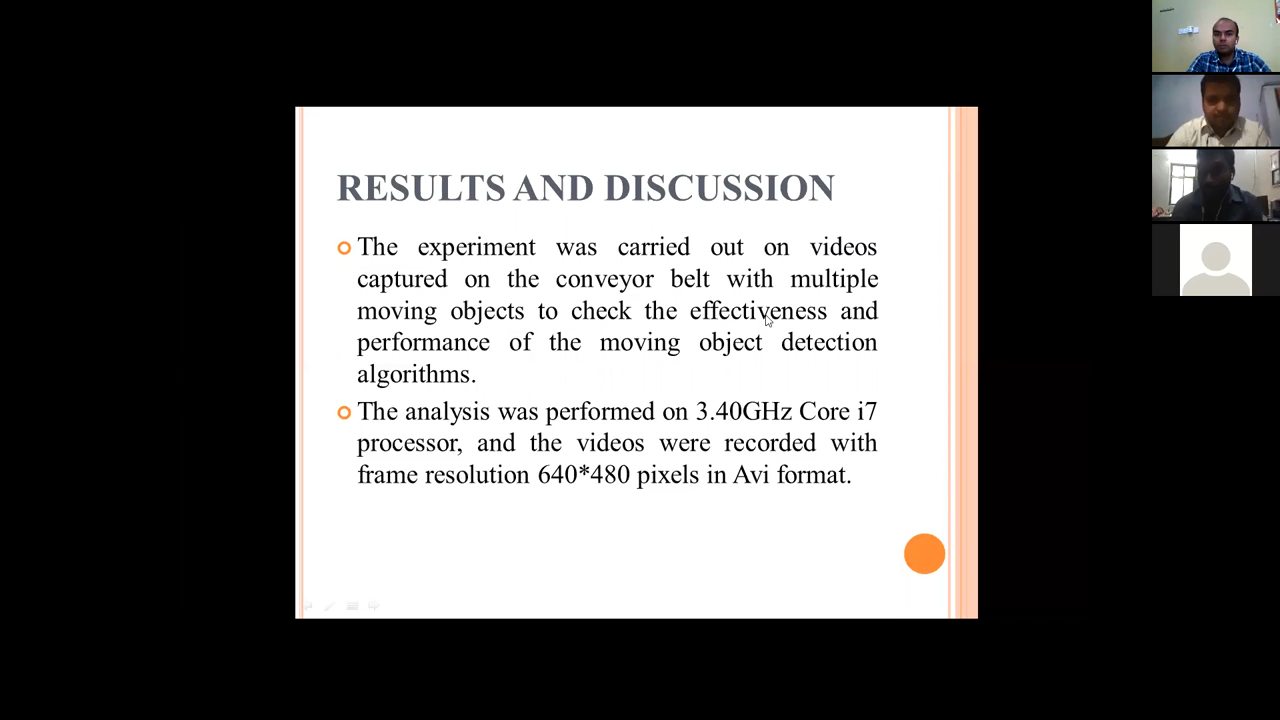 RESULTS AND DISCUSSION
The experiment was carried out on videos
captured on the conveyor belt with multiple
moving objects to check the effectiveness and
performance of the moving object detection
algorithms.
The analysis was performed on 3.40GHz Core i7
processor, and the videos were recorded with
frame resolution 640*480 pixels in Avi format.